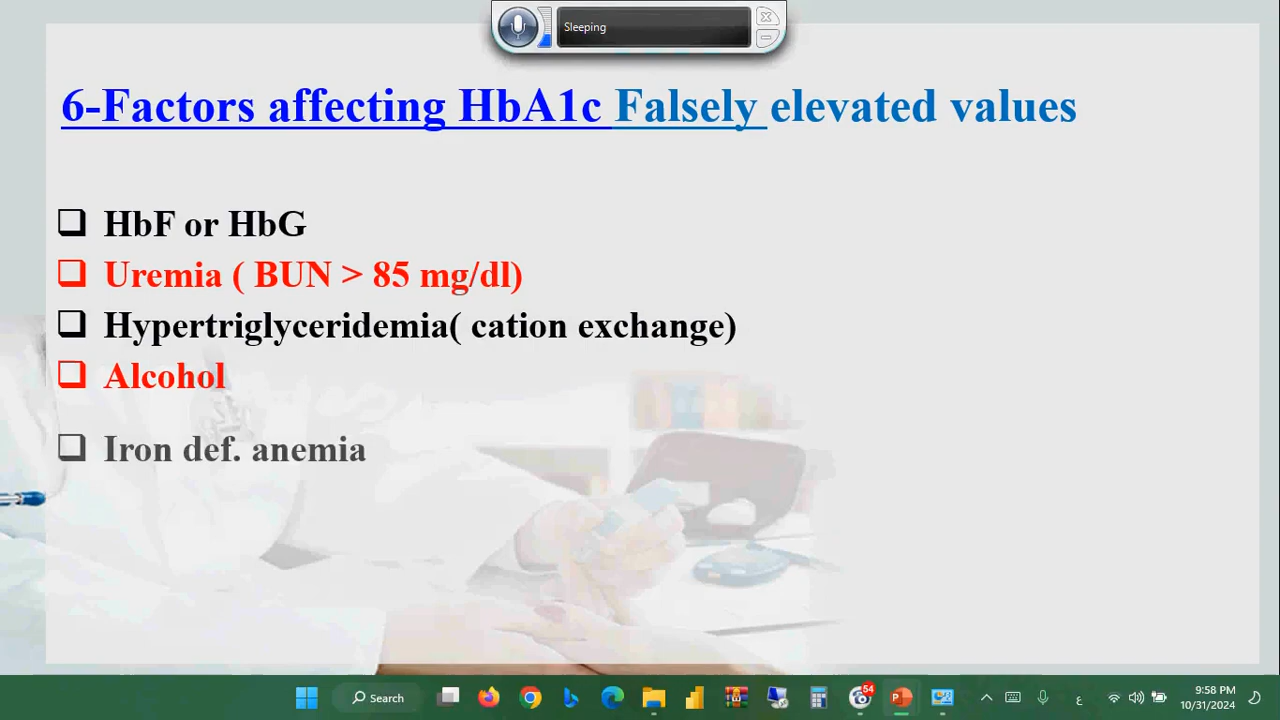 Sleeping
6-Factors affecting HbA1c Falsely elevated values
HbF or HbG
Uremia ( BUN > 85 mg/dl)
Hypertriglyceridemia( cation exchange)
Alcohol
Iron def. anemia
Search
54
ع
9:58 PM
10/31/2024